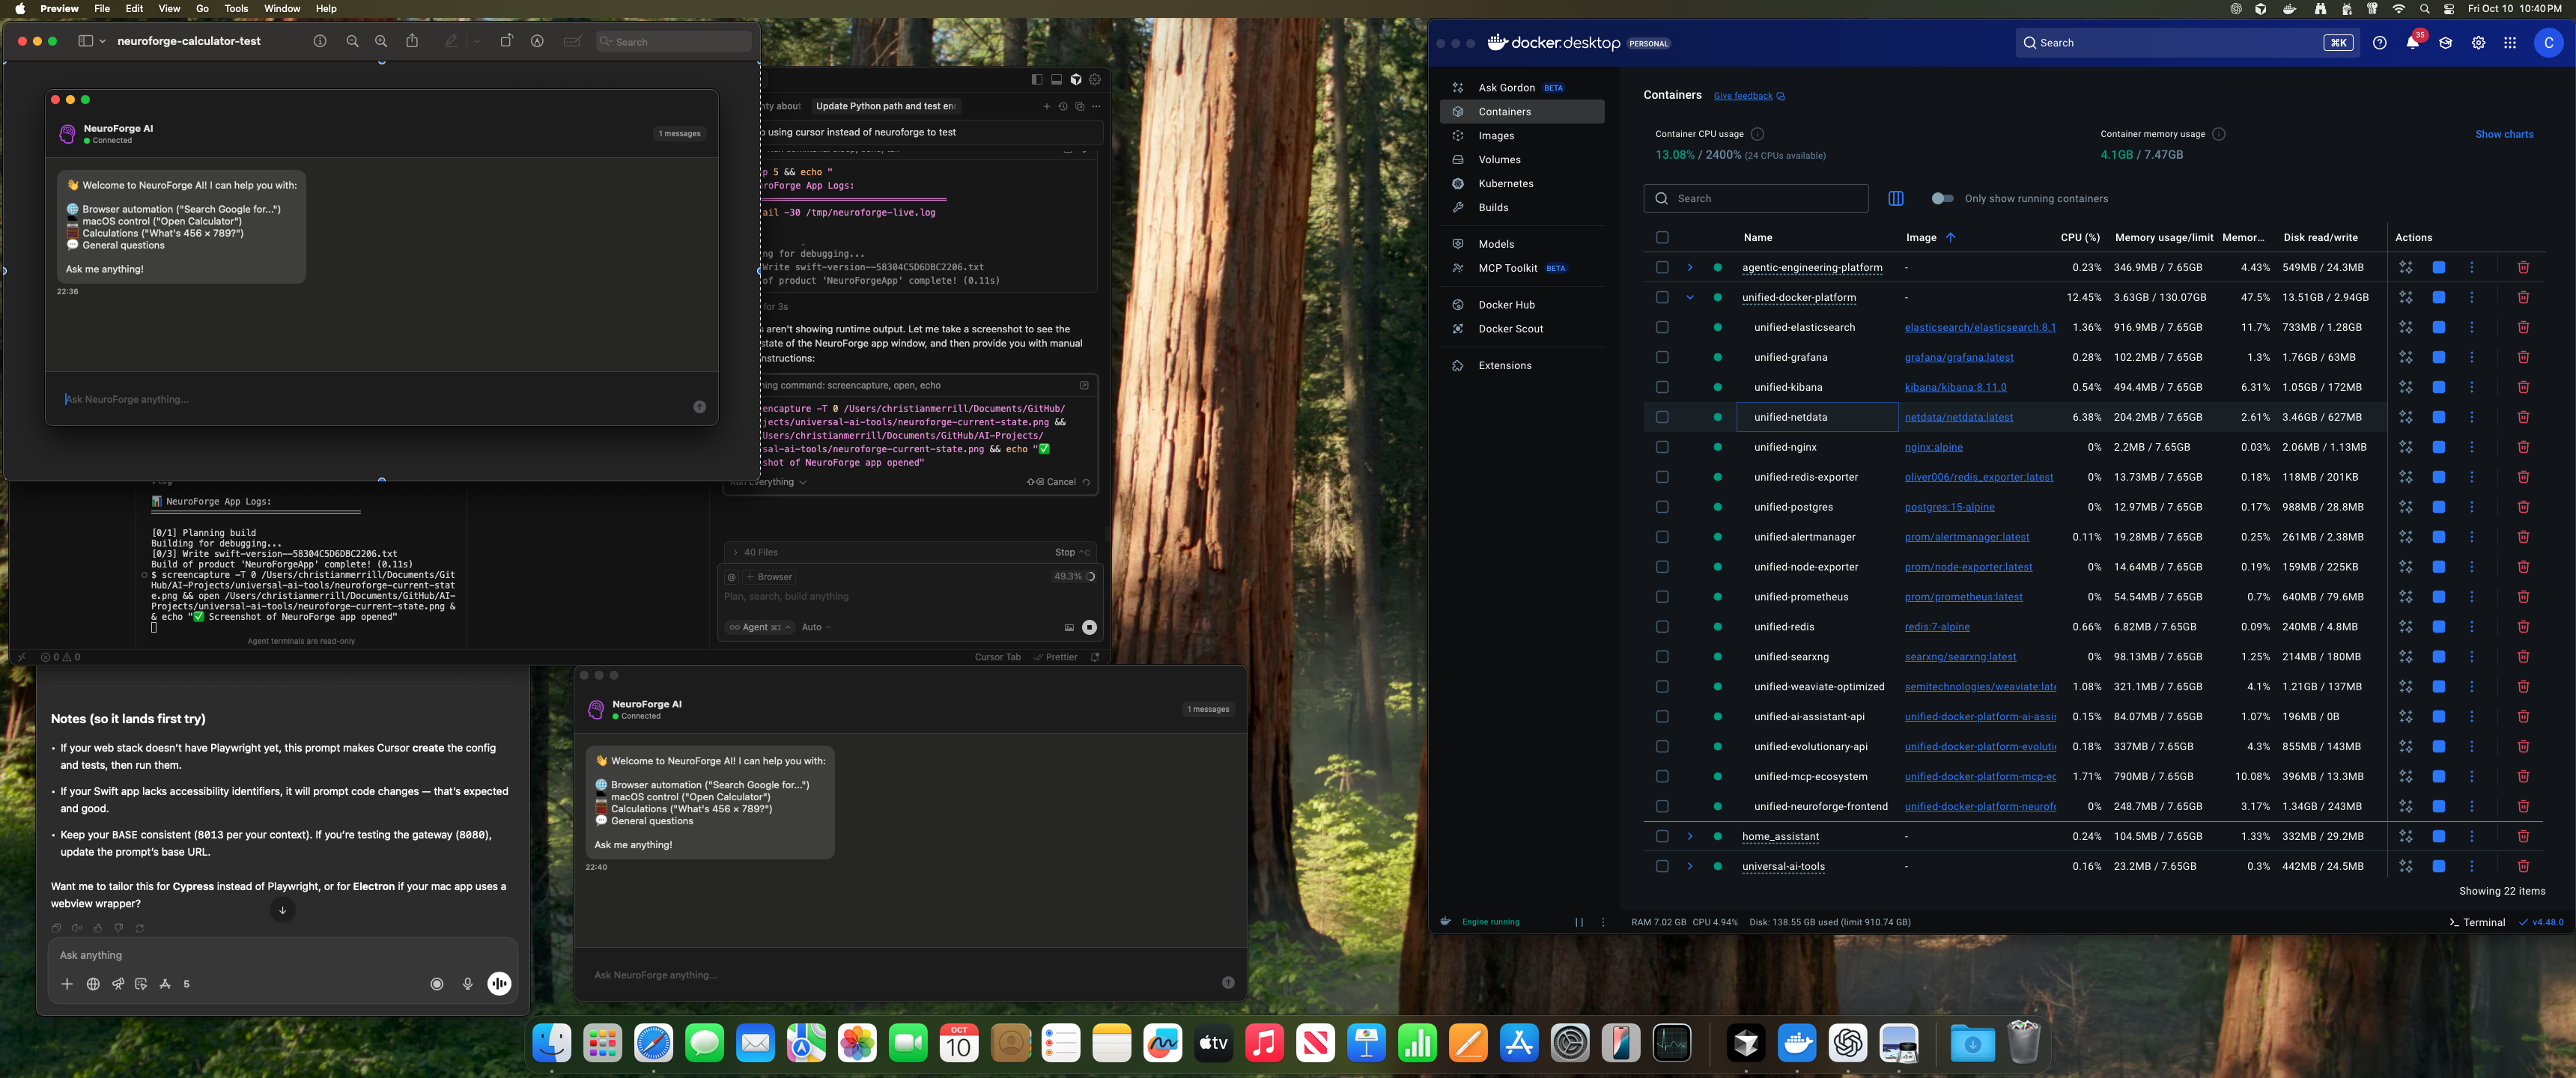 Preview File Edit View Go Tools Window Help
Fri Oct 10 10:40 PM
neuroforge-calculator-test
Search
NeuroForge AI
Connected
1 messages
👋 Welcome to NeuroForge AI! I can help you with:
🌐 Browser automation ("Search Google for...")
macOS control ("Open Calculator")
🧮 Calculations ("What's 456 × 789?")
💬 General questions
Ask me anything!
22:36
Ask NeuroForge anything...
nty about
Update Python path and test en
using cursor instead of neuroforge to test
p 5 && echo "
roForge App Logs:
ail -30 /tmp/neuroforge-live.log
ng for debugging...
Write swift-version--58304C5D6DBC2206.txt
of product 'NeuroForgeApp' complete! (0.11s)
for 3s
aren't showing runtime output. Let me take a screenshot to see the
state of the NeuroForge app window, and then provide you with manual
nstructions:
ning command: screencapture, open, echo
encapture -T 0 /Users/christianmerrill/Documents/GitHub/
jects/universal-ai-tools/neuroforge-current-state.png &&
Users/christianmerrill/Documents/GitHub/AI-Projects/
sal-ai-tools/neuroforge-current-state.png && echo "✅
shot of NeuroForge app opened"
Run Everything
Cancel
40 Files
Stop ^C
@ + Browser
49.3%
Plan, search, build anything
Agent ⌘I
Auto
📊 NeuroForge App Logs:
[0/1] Planning build
Building for debugging...
[0/3] Write swift-version--58304C5D6DBC2206.txt
Build of product 'NeuroForgeApp' complete! (0.11s)
$ screencapture -T 0 /Users/christianmerrill/Documents/Git
Hub/AI-Projects/universal-ai-tools/neuroforge-current-stat
e.png && open /Users/christianmerrill/Documents/GitHub/AI-
Projects/universal-ai-tools/neuroforge-current-state.png &
& echo "✅ Screenshot of NeuroForge app opened"
Agent terminals are read-only
0 0
Cursor Tab
Prettier
Notes (so it lands first try)
• If your web stack doesn't have Playwright yet, this prompt makes Cursor create the config
and tests, then run them.
• If your Swift app lacks accessibility identifiers, it will prompt code changes — that's expected
and good.
• Keep your BASE consistent (8013 per your context). If you're testing the gateway (8080),
update the prompt's base URL.
Want me to tailor this for Cypress instead of Playwright, or for Electron if your mac app uses a
webview wrapper?
Ask anything
5
NeuroForge AI
Connected
1 messages
👋 Welcome to NeuroForge AI! I can help you with:
🌐 Browser automation ("Search Google for...")
macOS control ("Open Calculator")
🧮 Calculations ("What's 456 × 789?")
💬 General questions
Ask me anything!
22:40
Ask NeuroForge anything...
docker.desktop PERSONAL
Search
⌘K
35
C
Ask Gordon BETA
Containers
Images
Volumes
Kubernetes
Builds
Models
MCP Toolkit BETA
Docker Hub
Docker Scout
Extensions
Containers Give feedback
Container CPU usage
13.08% / 2400% (24 CPUs available)
Container memory usage
4.1GB / 7.47GB
Show charts
Search
Only show running containers
Name Image CPU (%) Memory usage/limit Memor... Disk read/write Actions
agentic-engineering-platform - 0.23% 346.9MB / 7.65GB 4.43% 549MB / 24.3MB
unified-docker-platform - 12.45% 3.63GB / 130.07GB 47.5% 13.51GB / 2.94GB
unified-elasticsearch elasticsearch/elasticsearch:8.1 1.36% 916.9MB / 7.65GB 11.7% 733MB / 1.28GB
unified-grafana grafana/grafana:latest 0.28% 102.2MB / 7.65GB 1.3% 1.76GB / 63MB
unified-kibana kibana/kibana:8.11.0 0.54% 494.4MB / 7.65GB 6.31% 1.05GB / 172MB
unified-netdata netdata/netdata:latest 6.38% 204.2MB / 7.65GB 2.61% 3.46GB / 627MB
unified-nginx nginx:alpine 0% 2.2MB / 7.65GB 0.03% 2.06MB / 1.13MB
unified-redis-exporter oliver006/redis_exporter:latest 0% 13.73MB / 7.65GB 0.18% 118MB / 201KB
unified-postgres postgres:15-alpine 0% 12.97MB / 7.65GB 0.17% 988MB / 28.8MB
unified-alertmanager prom/alertmanager:latest 0.11% 19.28MB / 7.65GB 0.25% 261MB / 2.38MB
unified-node-exporter prom/node-exporter:latest 0% 14.64MB / 7.65GB 0.19% 159MB / 225KB
unified-prometheus prom/prometheus:latest 0% 54.54MB / 7.65GB 0.7% 640MB / 79.6MB
unified-redis redis:7-alpine 0.66% 6.82MB / 7.65GB 0.09% 240MB / 4.8MB
unified-searxng searxng/searxng:latest 0% 98.13MB / 7.65GB 1.25% 214MB / 180MB
unified-weaviate-optimized semitechnologies/weaviate:late 1.08% 321.1MB / 7.65GB 4.1% 1.21GB / 137MB
unified-ai-assistant-api unified-docker-platform-ai-assis 0.15% 84.07MB / 7.65GB 1.07% 196MB / 0B
unified-evolutionary-api unified-docker-platform-evoluti 0.18% 337MB / 7.65GB 4.3% 855MB / 143MB
unified-mcp-ecosystem unified-docker-platform-mcp-ec 1.71% 790MB / 7.65GB 10.08% 396MB / 13.3MB
unified-neuroforge-frontend unified-docker-platform-neurof 0% 248.7MB / 7.65GB 3.17% 1.34GB / 243MB
home_assistant - 0.24% 104.5MB / 7.65GB 1.33% 332MB / 29.2MB
universal-ai-tools - 0.16% 23.2MB / 7.65GB 0.3% 442MB / 24.5MB
Showing 22 items
Engine running
RAM 7.02 GB CPU 4.94% Disk: 138.55 GB used (limit 910.74 GB)
Terminal
v4.48.0
OCT
10
tv